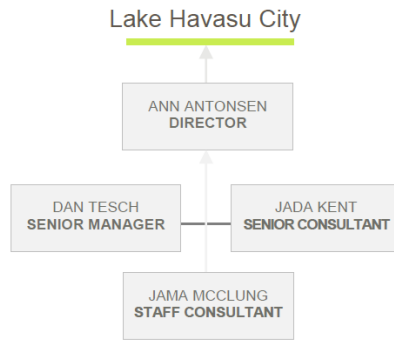 Lake Havasu City
ANN ANTONSEN
DIRECTOR
DAN TESCH
SENIOR MANAGER
JADA KENT
SENIOR CONSULTANT
JAMA MCCLUNG
STAFF CONSULTANT